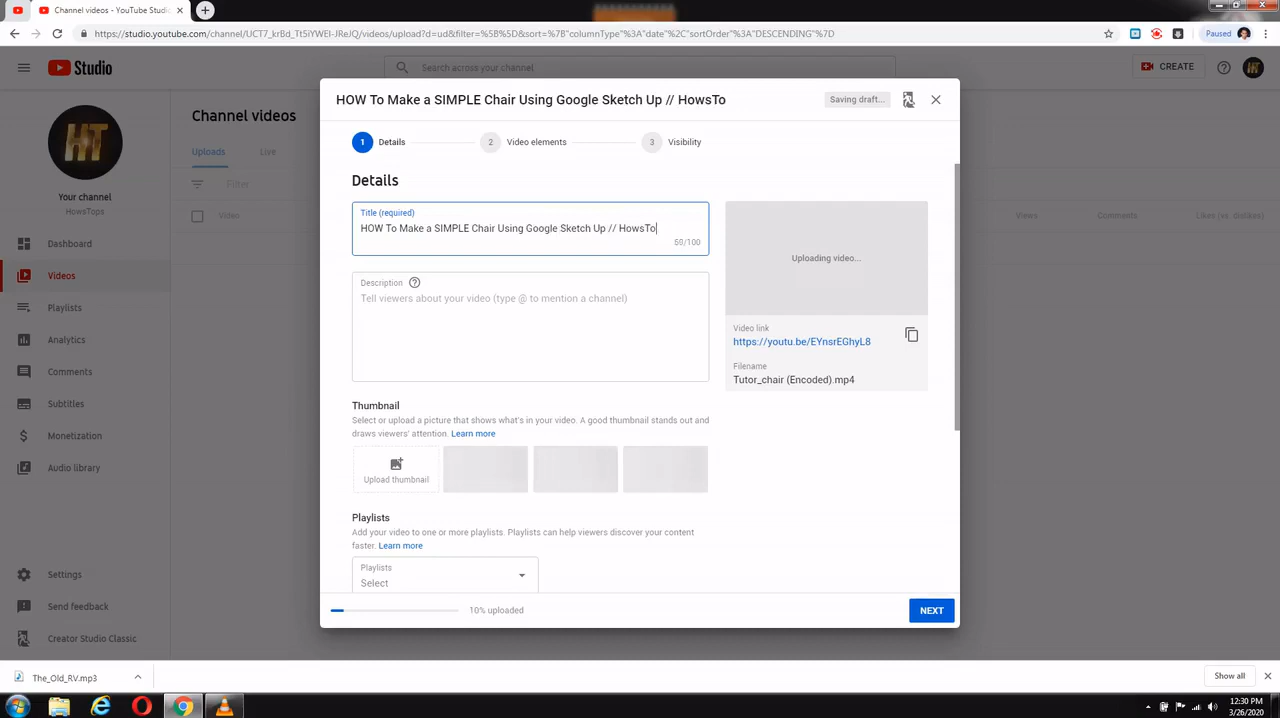 Channel videos - YouTube Studi
https://studio.youtube.com/channel/UCT7_krBd_Tt5iYWEI-JReJQ/videos/upload?d=ud&filter=%5B%5D&sort=%7B"columnType"%3A"date"%2C"sortOrder"%3A"DESCENDING"%7D
Paused
Studio
Search across your channel
CREATE
HT
HT
Your channel
HowsTops
Dashboard
Videos
Playlists
Analytics
Comments
Subtitles
Monetization
Audio library
Settings
Send feedback
Creator Studio Classic
Channel videos
Uploads
Live
Filter
Video
Views
Comments
Likes (vs. dislikes)
HOW To Make a SIMPLE Chair Using Google Sketch Up // HowsTo
Saving draft...
1 Details
2 Video elements
3 Visibility
Details
Title (required)
HOW To Make a SIMPLE Chair Using Google Sketch Up // HowsTo
59/100
Description
Tell viewers about your video (type @ to mention a channel)
Uploading video...
Video link
https://youtu.be/EYnsrEGhyL8
Filename
Tutor_chair (Encoded).mp4
Thumbnail
Select or upload a picture that shows what's in your video. A good thumbnail stands out and
draws viewers' attention. Learn more
Upload thumbnail
Playlists
Add your video to one or more playlists. Playlists can help viewers discover your content
faster. Learn more
Playlists
Select
10% uploaded
NEXT
The_Old_RV.mp3
Show all
12:30 PM
3/26/2020